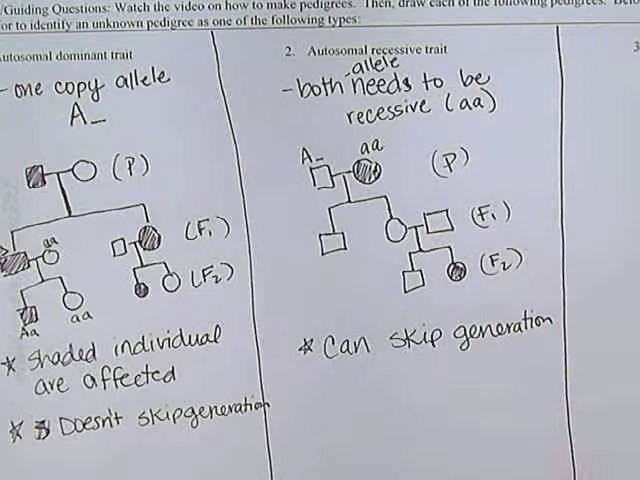 /Guiding Questions: Watch the video on how to make pedigrees. Then, draw each of the following pedigrees.
for to identify an unknown pedigree as one of the following types:
utosomal dominant trait
- one copy allele
A_
(P)
aa
(F₁)
(F₂)
Aa
aa
* Shaded individual
are affected
* Doesn't skip generation
2. Autosomal recessive trait
allele
- both needs to be
recessive (aa)
A_
aa
(P)
(F₁)
(F₂)
* Can skip generation
3